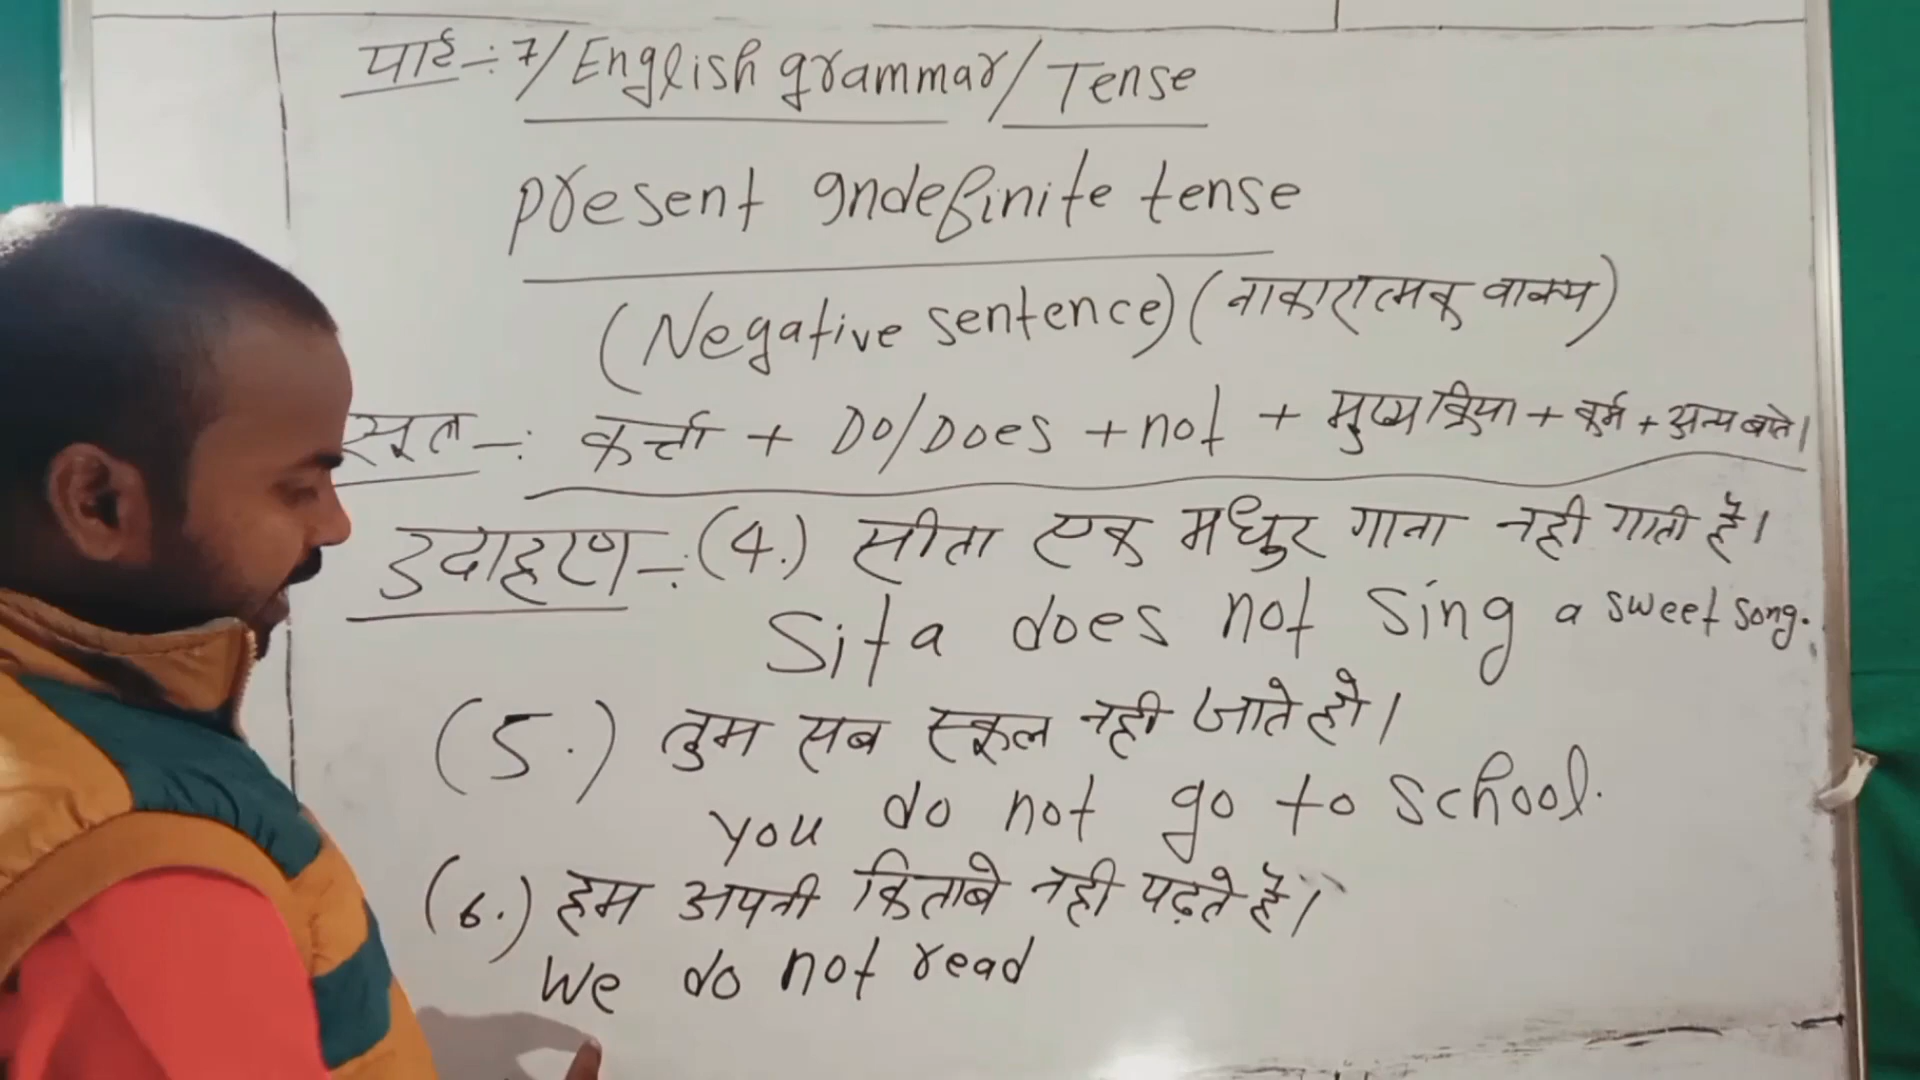 पार्ट-: 7/English grammar/Tense
present Indefinite tense
(Negative sentence) (नाकारात्मक वाक्य)
सूत्र-: कर्त्ता + Do/Does + not + मुख्य क्रिया + कर्म + अन्य बाते।
उदाहरण-: (4.) सीता एक मधुर गाना नही गाती है।
Sita does not sing a sweet song.
(5.) तुम सब स्कूल नही जाते हो।
you do not go to school.
(6.) हम अपनी किताबे नही पढ़ते हैं।
We do not read